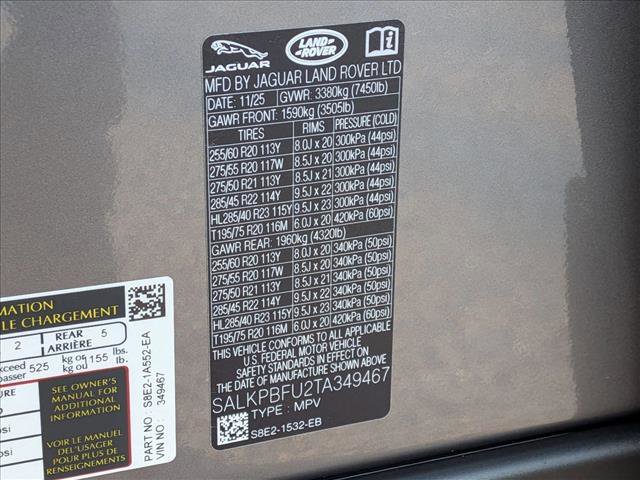 JAGUAR
LAND ROVER
MFD BY JAGUAR LAND ROVER LTD
DATE: 11/25 GVWR: 3380kg (7450lb)
GAWR FRONT: 1590kg (3505lb)
TIRES RIMS PRESSURE (COLD)
255/60 R20 113Y 8.0J x 20 300kPa (44psi)
275/55 R20 117W 8.5J x 20 300kPa (44psi)
275/50 R21 113Y 8.5J x 21 300kPa (44psi)
285/45 R22 114Y 9.5J x 22 300kPa (44psi)
HL285/40 R23 115Y 9.5J x 23 300kPa (44psi)
T195/75 R20 116M 6.0J x 20 420kPa (60psi)
GAWR REAR: 1960kg (4320lb)
255/60 R20 113Y 8.0J x 20 340kPa (50psi)
275/55 R20 117W 8.5J x 20 340kPa (50psi)
275/50 R21 113Y 8.5J x 21 340kPa (50psi)
285/45 R22 114Y 9.5J x 22 340kPa (50psi)
HL285/40 R23 115Y 9.5J x 23 340kPa (50psi)
T195/75 R20 116M 6.0J x 20 420kPa (60psi)
THIS VEHICLE CONFORMS TO ALL APPLICABLE
U.S. FEDERAL MOTOR VEHICLE
SAFETY STANDARDS IN EFFECT ON
THE DATE OF MANUFACTURE SHOWN ABOVE
SALKPBFU2TA349467
TYPE: MPV
S8E2-1532-EB
MATION
LE CHARGEMENT
2 REAR 5
ARRIÈRE
xceed 525 kg or 1155 lbs.
passer kg ou lb.
SEE OWNER'S
MANUAL FOR
ADDITIONAL
INFORMATION
VOIR LE MANUEL
DEL'USAGER
POUR PLUS DE
RENSEIGNEMENTS
PART NO : S8E2-1A552-EA
VIN NO : 349467